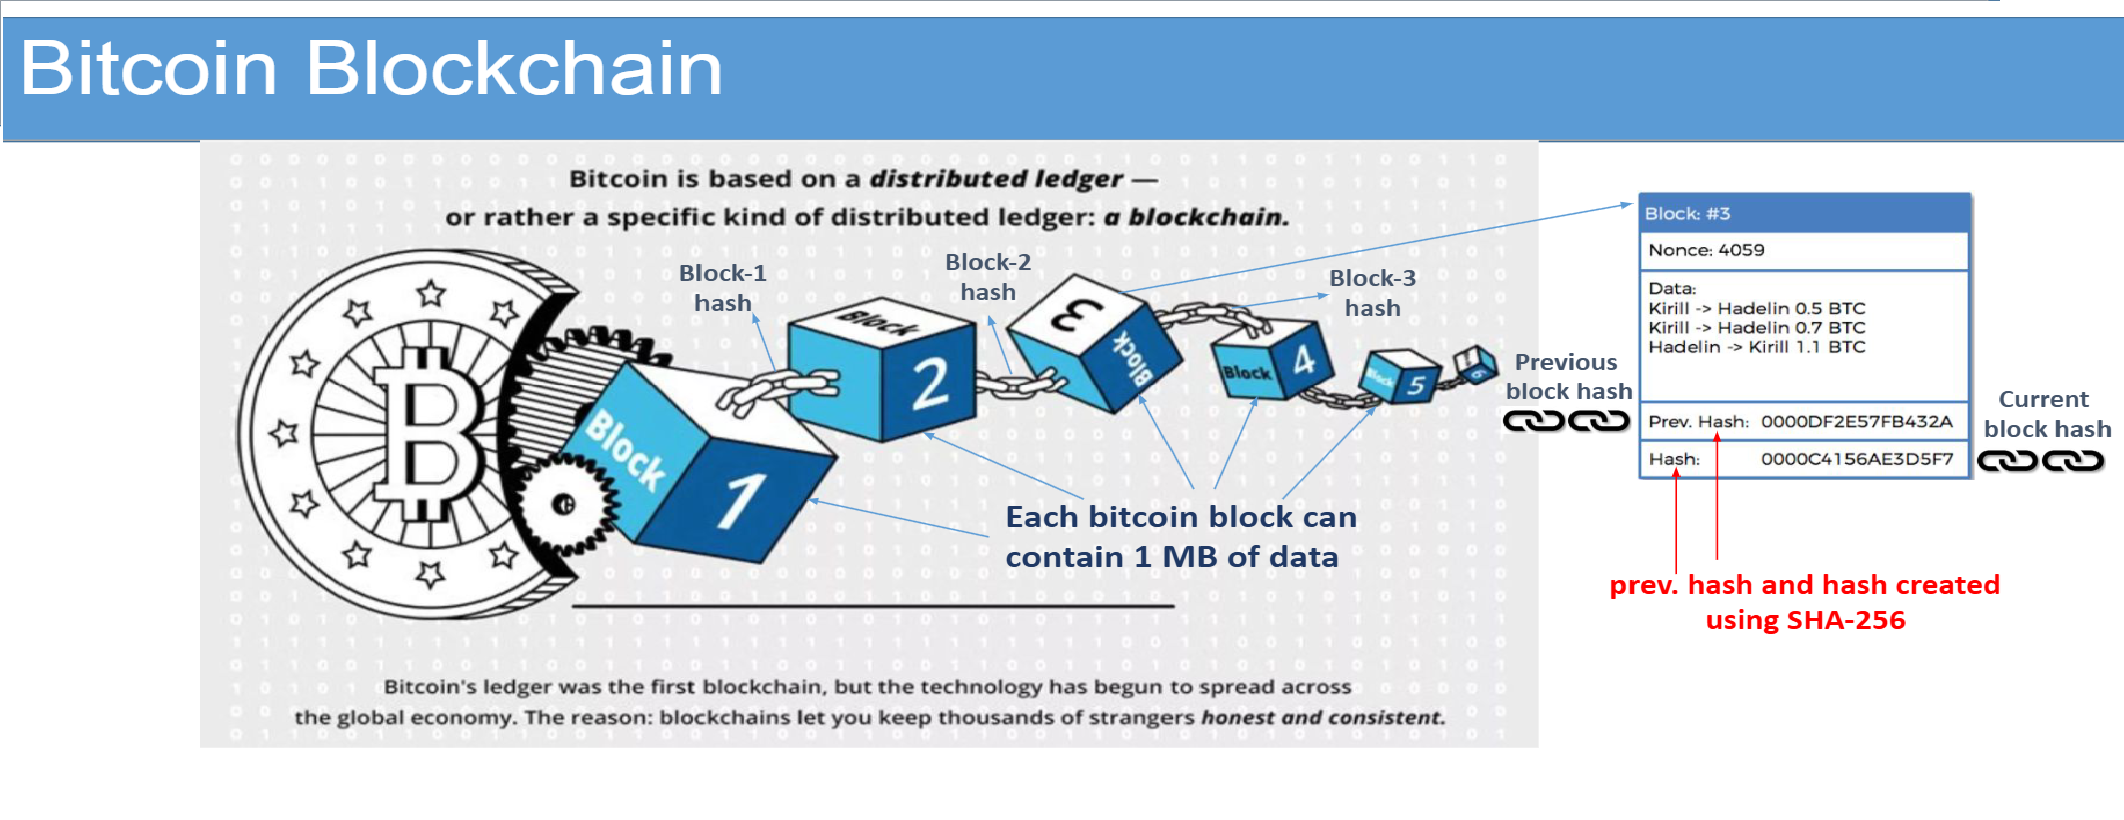 Bitcoin Blockchain
Bitcoin is based on a distributed ledger —
or rather a specific kind of distributed ledger: a blockchain.
Block-1
hash
Block-2
hash
Block-3
hash
Block
1
Block
2
3
Block
Block
4
Block
5
6
Each bitcoin block can
contain 1 MB of data
Bitcoin's ledger was the first blockchain, but the technology has begun to spread across
the global economy. The reason: blockchains let you keep thousands of strangers honest and consistent.
Previous
block hash
Block: #3
Nonce: 4059
Data:
Kirill -> Hadelin 0.5 BTC
Kirill -> Hadelin 0.7 BTC
Hadelin -> Kirill 1.1 BTC
Prev. Hash: 0000DF2E57FB432A
Hash: 0000C4156AE3D5F7
Current
block hash
prev. hash and hash created
using SHA-256